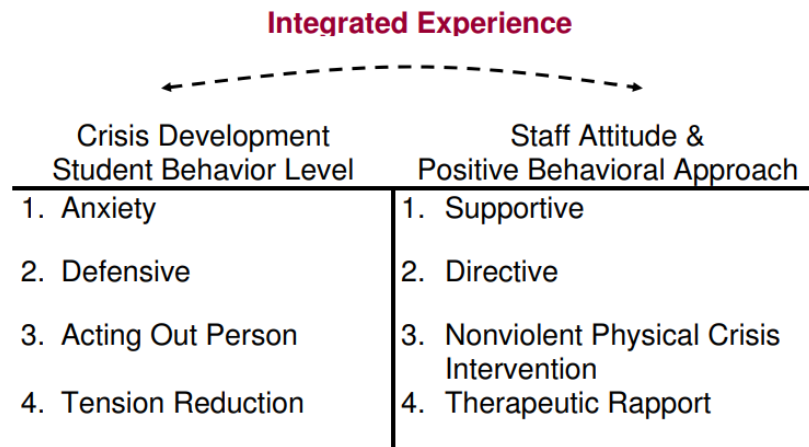 Integrated Experience
Crisis Development
Student Behavior Level
Staff Attitude &
Positive Behavioral Approach
1. Anxiety
1. Supportive
2. Defensive
2. Directive
3. Acting Out Person
3. Nonviolent Physical Crisis
Intervention
4. Tension Reduction
4. Therapeutic Rapport